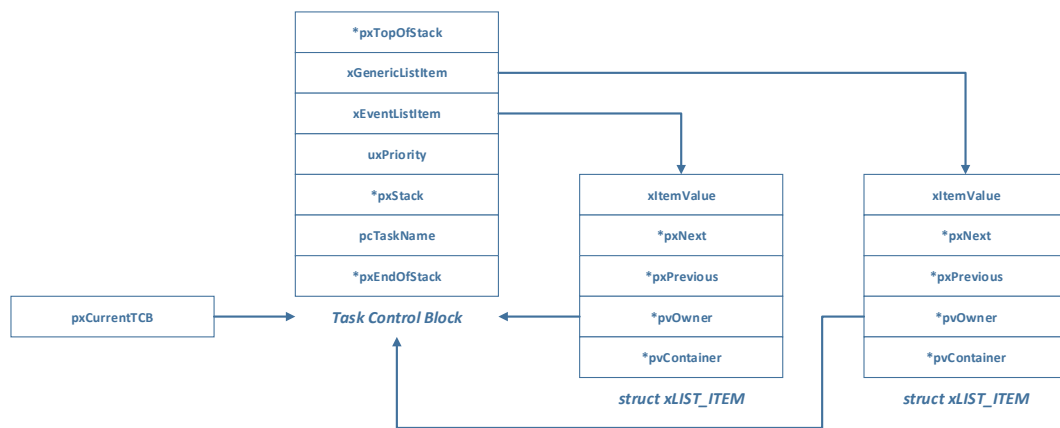 *pxTopOfStack
xGenericListItem
xEventListItem
uxPriority
*pxStack
pcTaskName
*pxEndOfStack
Task Control Block
pxCurrentTCB
xItemValue
*pxNext
*pxPrevious
*pvOwner
*pvContainer
struct xLIST_ITEM
xItemValue
*pxNext
*pxPrevious
*pvOwner
*pvContainer
struct xLIST_ITEM